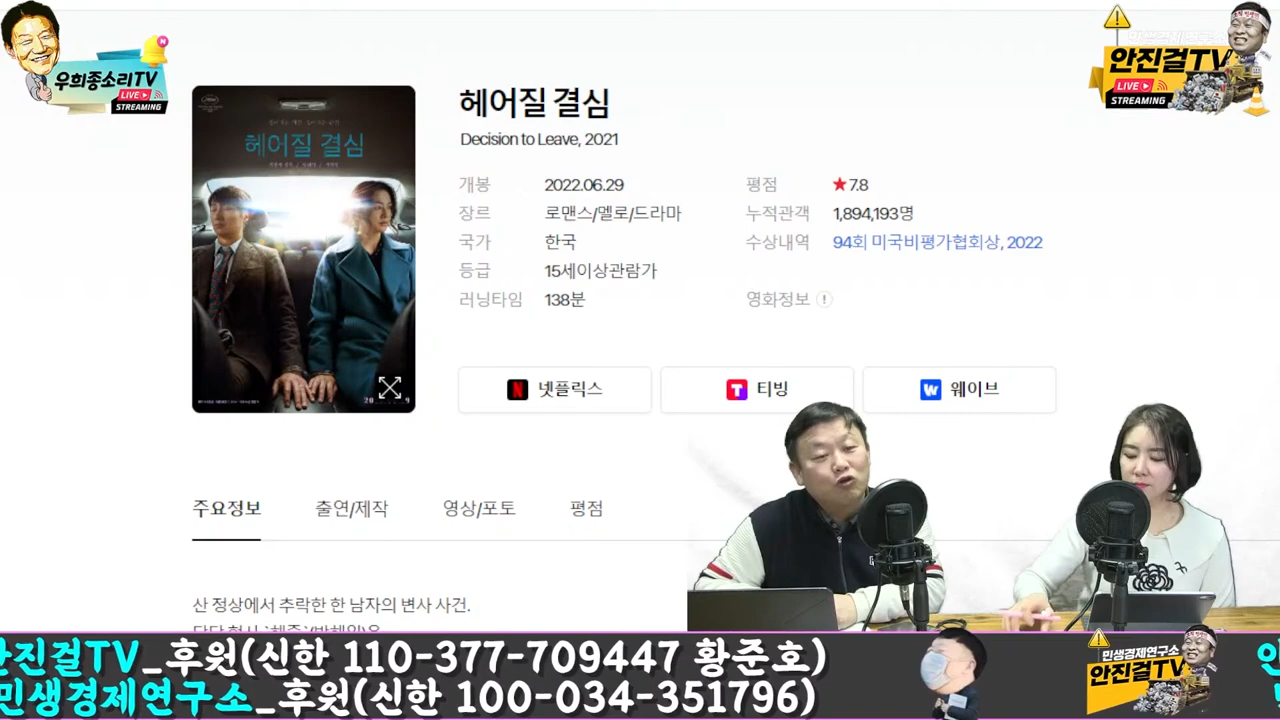 우희종소리TV
LIVE
STREAMING
민생경제연구소
안진걸TV
LIVE
STREAMING
헤어질 결심
헤어질 결심
Decision to Leave, 2021
개봉 2022.06.29
장르 로맨스/멜로/드라마
국가 한국
등급 15세이상관람가
러닝타임 138분
평점 ★7.8
누적관객 1,894,193명
수상내역 94회 미국비평가협회상, 2022
영화정보 !
N 넷플릭스
T 티빙
W 웨이브
주요정보 출연/제작 영상/포토 평점
산 정상에서 추락한 한 남자의 변사 사건.
안진걸TV_후원(신한 110-377-709447 황준호)
민생경제연구소_후원(신한 100-034-351796)
민생경제연구소
안진걸TV